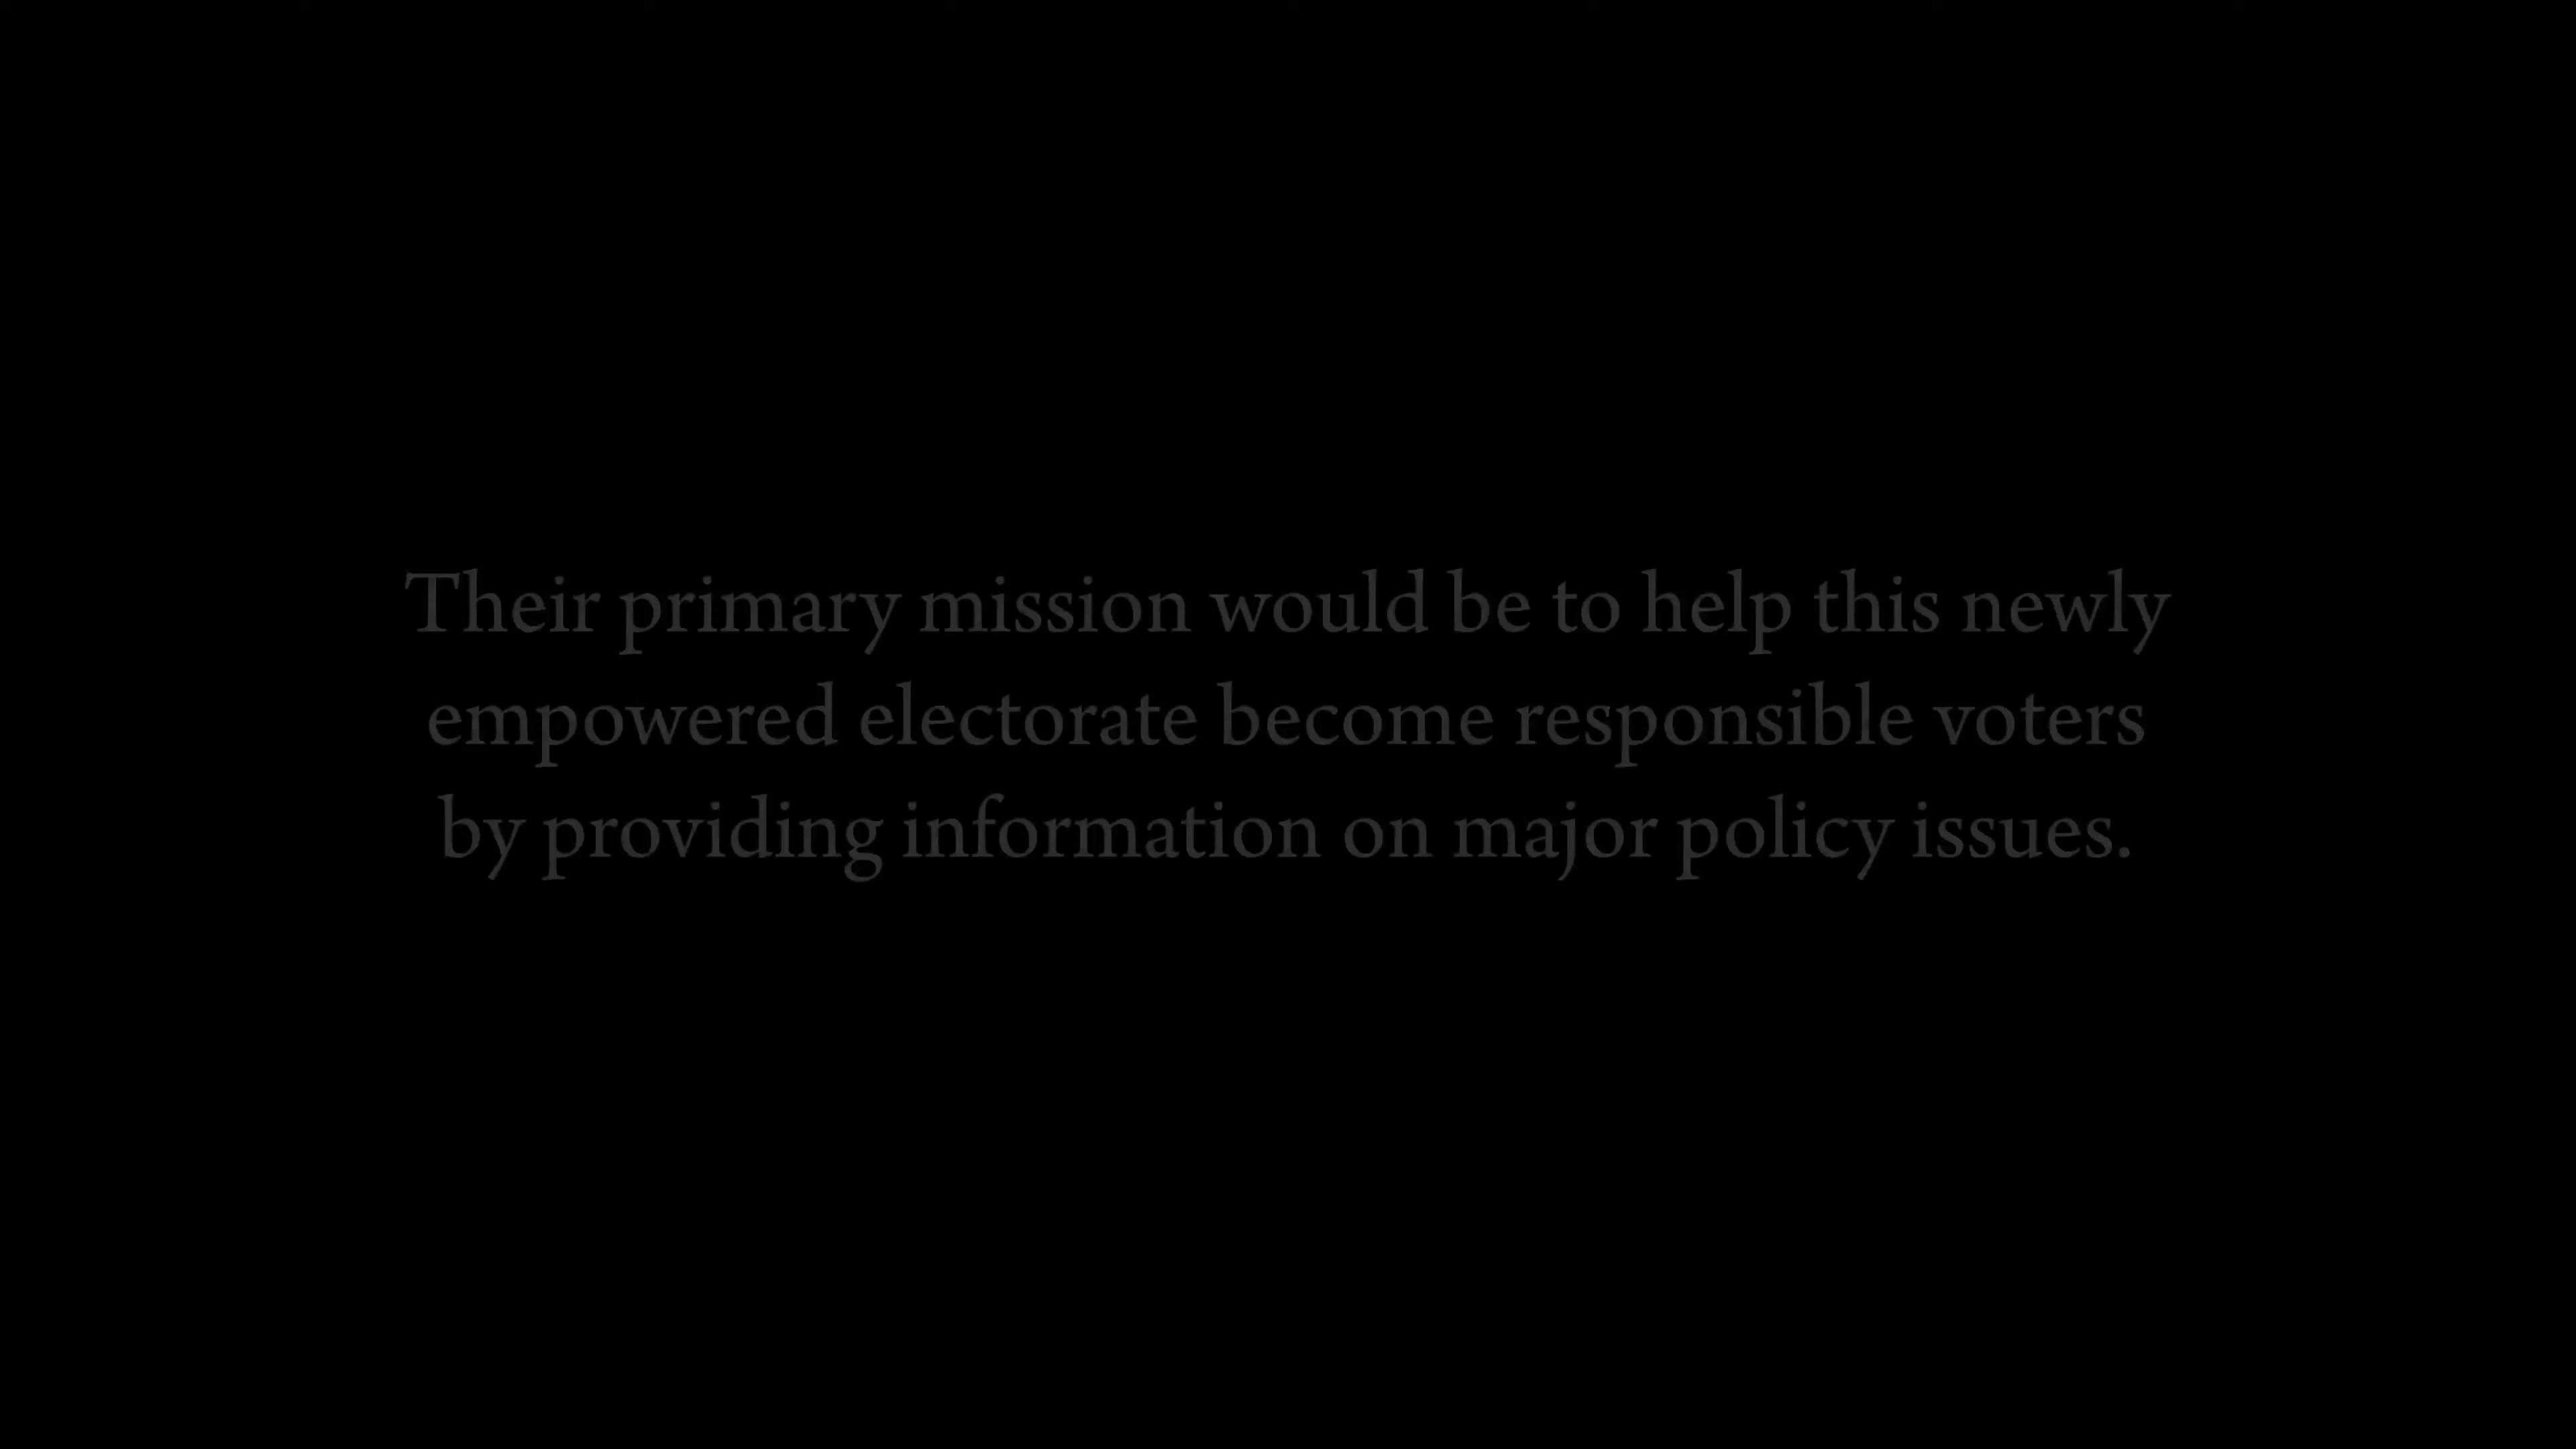 Their primary mission would be to help this newly
empowered electorate become responsible voters
by providing information on major policy issues.